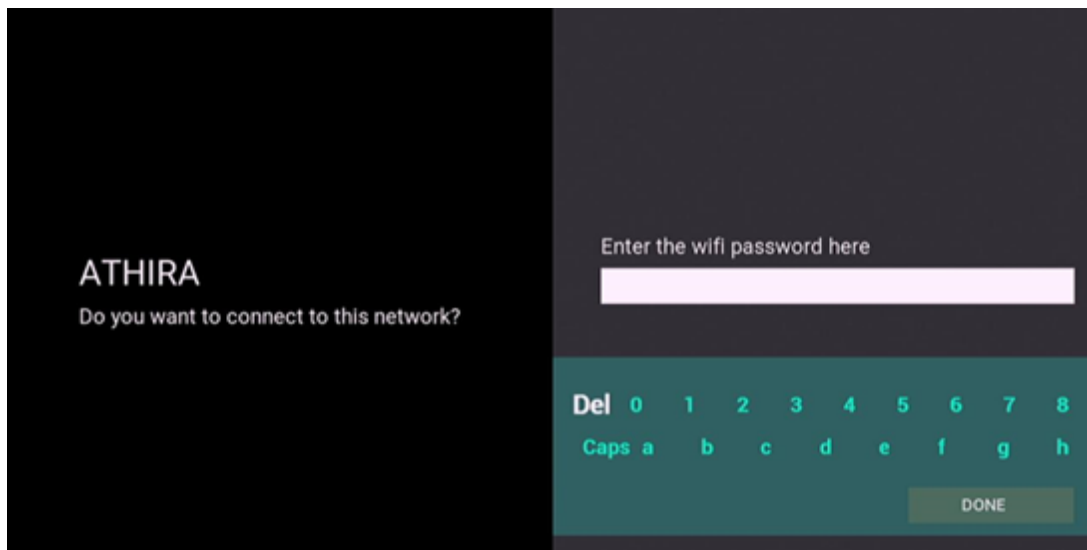 ATHIRA
Do you want to connect to this network?
Enter the wifi password here
Del 0 1 2 3 4 5 6 7 8
Caps a b c d e f g h
DONE